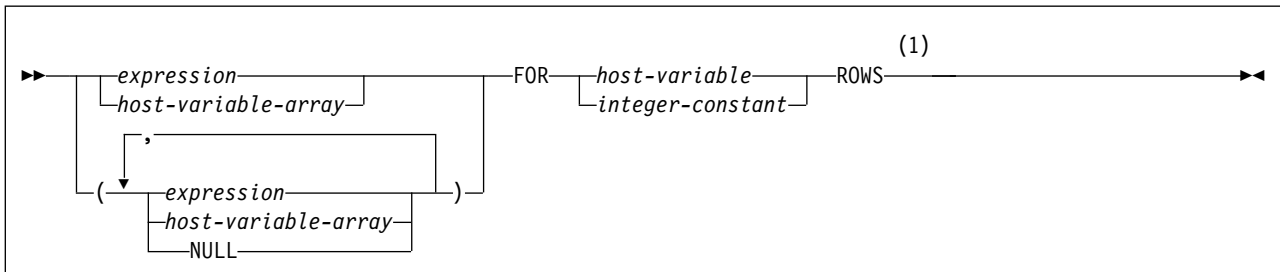 (1)
expression FOR host-variable ROWS
host-variable-array integer-constant
,
( expression )
host-variable-array
NULL